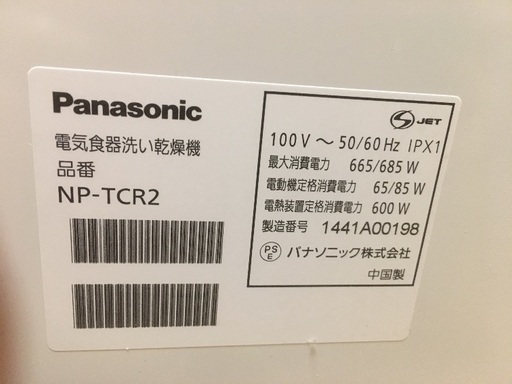 Panasonic
電気食器洗い乾燥機
品番
NP-TCR2
JET
100 V ～ 50/60 Hz IPX1
最大消費電力 665/685 W
電動機定格消費電力 65/85 W
電熱装置定格消費電力 600 W
製造番号 1441A00198
PS
E
パナソニック株式会社
中国製